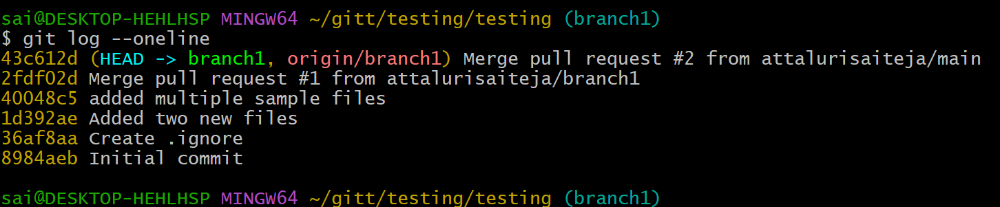 sai@DESKTOP-HEHLHSP MINGW64 ~/gitt/testing/testing (branch1)
$ git log --oneline
43c612d (HEAD -> branch1, origin/branch1) Merge pull request #2 from attalurisaiteja/main
2fdf02d Merge pull request #1 from attalurisaiteja/branch1
40048c5 added multiple sample files
1d392ae Added two new files
36af8aa Create .ignore
8984aeb Initial commit
sai@DESKTOP-HEHLHSP MINGW64 ~/gitt/testing/testing (branch1)